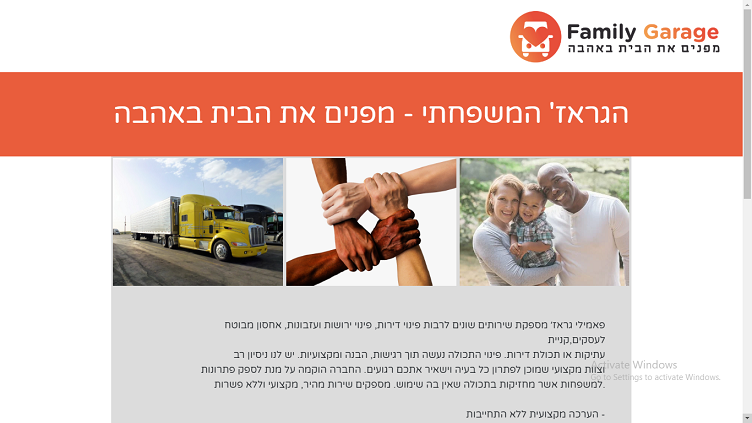 Family Garage
מפנים את הבית באהבה
הגראז' המשפחתי - מפנים את הבית באהבה
פאמילי גראז' מספקת שירותים שונים לרבות פינוי דירות, פינוי ירושות ועזבונות, אחסון מבוטח
לעסקים,קניית
עתיקות או תכולת דירות. פינוי התכולה נעשה תוך רגישות, הבנה ומקצועיות. יש לנו ניסיון רב
וצוות מקצועי שמוכן לפתרון כל בעיה וישאיר אתכם רגועים. החברה הוקמה על מנת לספק פתרונות
.למשפחות אשר מחזיקות בתכולה שאין בה שימוש. מספקים שירות מהיר, מקצועי וללא פשרות
- הערכה מקצועית ללא התחייבות
Activate Windows
Go to Settings to activate Windows.